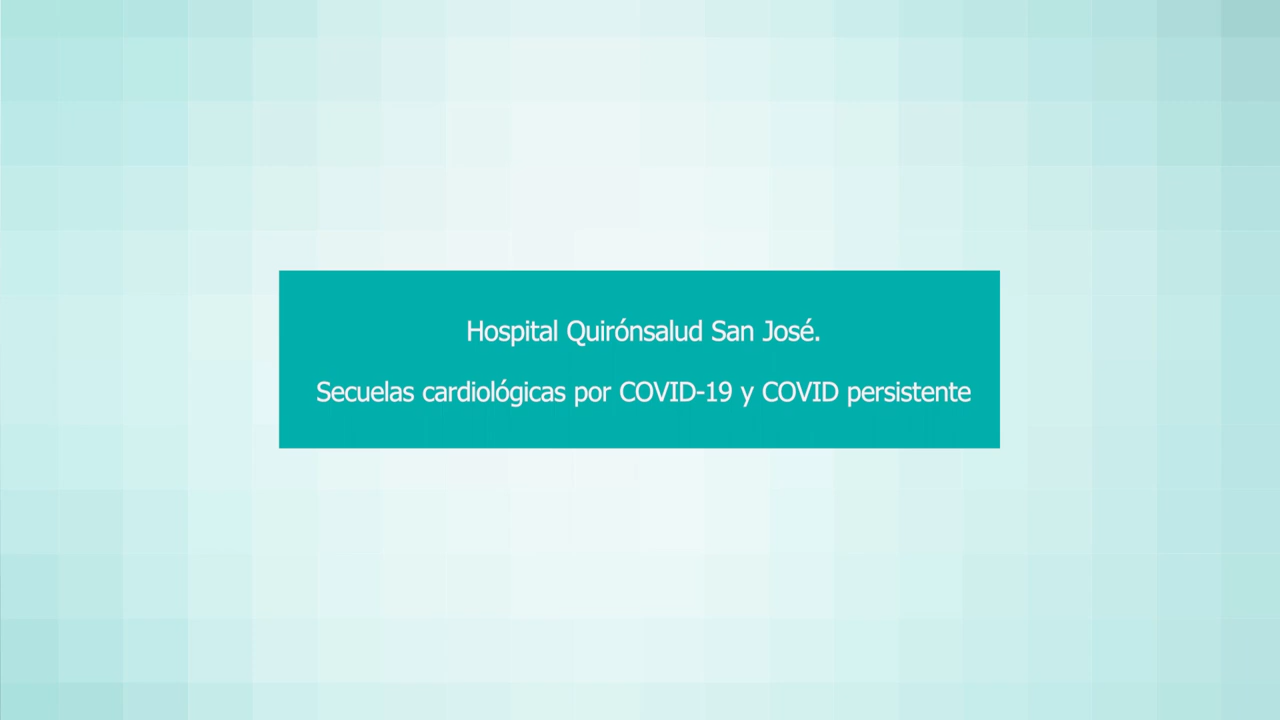 Hospital Quirónsalud San José.
Secuelas cardiológicas por COVID-19 y COVID persistente